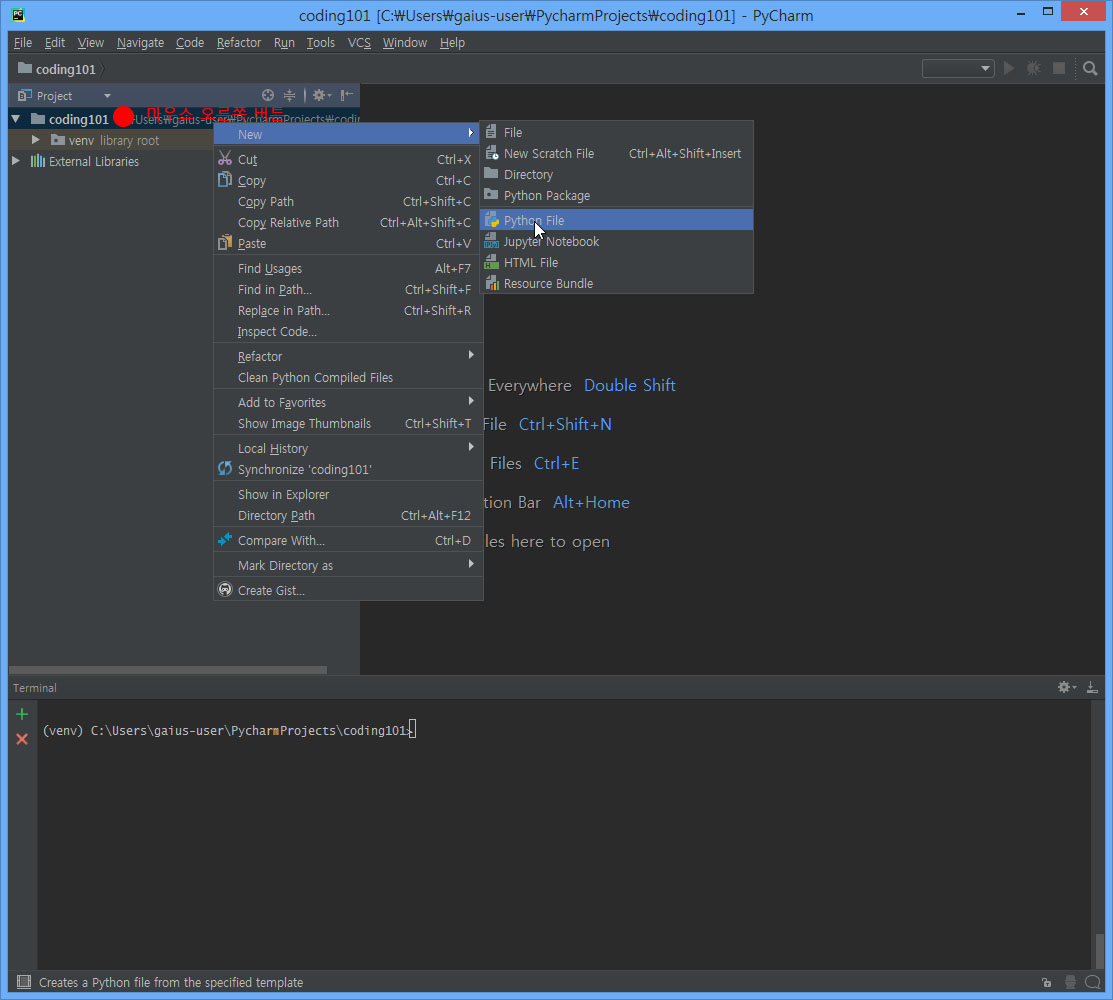 coding101 [C:₩Users₩gaius-user₩PycharmProjects₩coding101] - PyCharm
File Edit View Navigate Code Refactor Run Tools VCS Window Help
coding101
Project
coding101 마우스 오른쪽 버튼 Users₩gaius-user₩PycharmProjects₩codin
venv library root
External Libraries
New
Cut Ctrl+X
Copy Ctrl+C
Copy Path Ctrl+Shift+C
Copy Relative Path Ctrl+Alt+Shift+C
Paste Ctrl+V
Find Usages Alt+F7
Find in Path... Ctrl+Shift+F
Replace in Path... Ctrl+Shift+R
Inspect Code...
Refactor
Clean Python Compiled Files
Add to Favorites
Show Image Thumbnails Ctrl+Shift+T
Local History
Synchronize 'coding101'
Show in Explorer
Directory Path Ctrl+Alt+F12
Compare With... Ctrl+D
Mark Directory as
Create Gist...
File
New Scratch File Ctrl+Alt+Shift+Insert
Directory
Python Package
Python File
Jupyter Notebook
HTML File
Resource Bundle
Everywhere Double Shift
File Ctrl+Shift+N
Files Ctrl+E
tion Bar Alt+Home
les here to open
Terminal
(venv) C:\Users\gaius-user\PycharmProjects\coding101>
Creates a Python file from the specified template